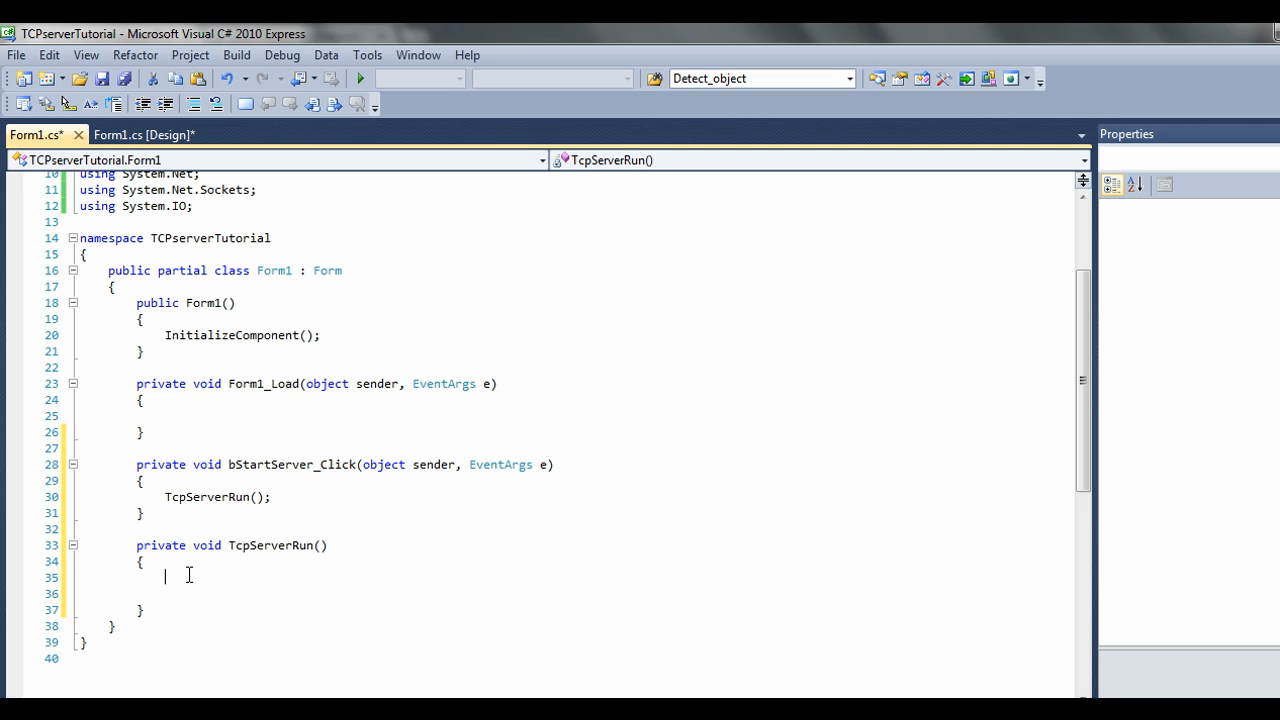 TCPserverTutorial - Microsoft Visual C# 2010 Express
File Edit View Refactor Project Build Debug Data Tools Window Help
Detect_object
Form1.cs* Form1.cs [Design]* Properties
TCPserverTutorial.Form1 TcpServerRun()
10 using System.Net;
11 using System.Net.Sockets;
12 using System.IO;
13
14 namespace TCPserverTutorial
15 {
16 public partial class Form1 : Form
17 {
18 public Form1()
19 {
20 InitializeComponent();
21 }
22
23 private void Form1_Load(object sender, EventArgs e)
24 {
25
26 }
27
28 private void bStartServer_Click(object sender, EventArgs e)
29 {
30 TcpServerRun();
31 }
32
33 private void TcpServerRun()
34 {
35
36
37 }
38 }
39 }
40